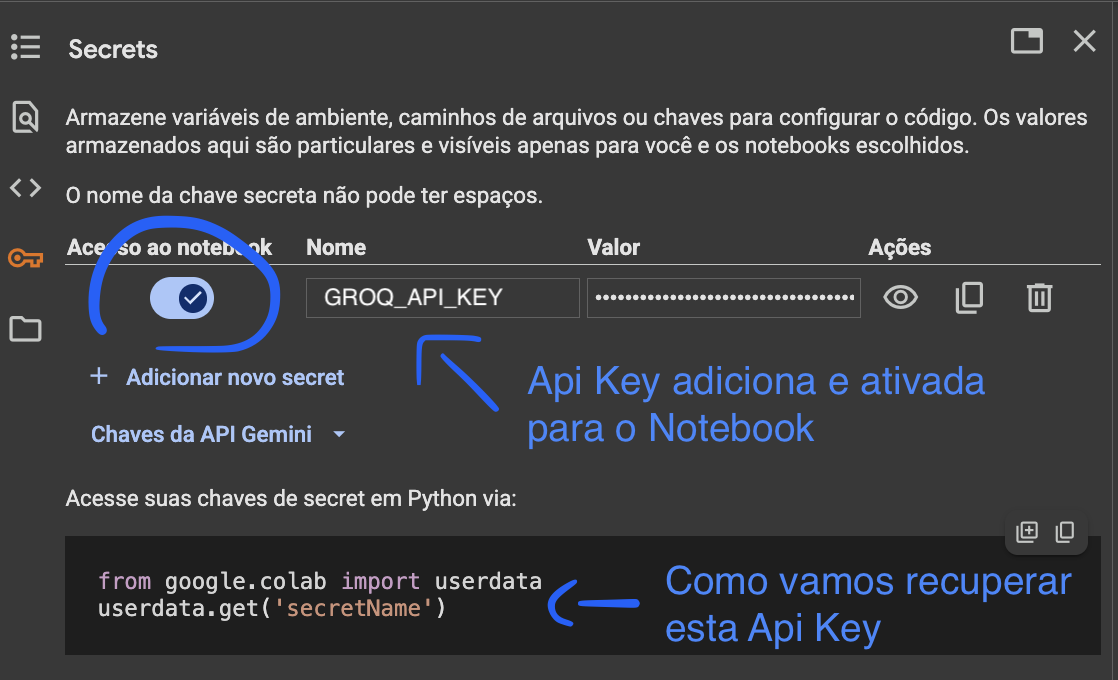 Secrets
Armazene variáveis de ambiente, caminhos de arquivos ou chaves para configurar o código. Os valores
armazenados aqui são particulares e visíveis apenas para você e os notebooks escolhidos.
O nome da chave secreta não pode ter espaços.
Acesso ao notebook Nome Valor Ações
GROQ_API_KEY ••••••••••••••••••••••••••••••••••••
+ Adicionar novo secret
Api Key adiciona e ativada
para o Notebook
Chaves da API Gemini
Acesse suas chaves de secret em Python via:
from google.colab import userdata
userdata.get('secretName')
Como vamos recuperar
esta Api Key